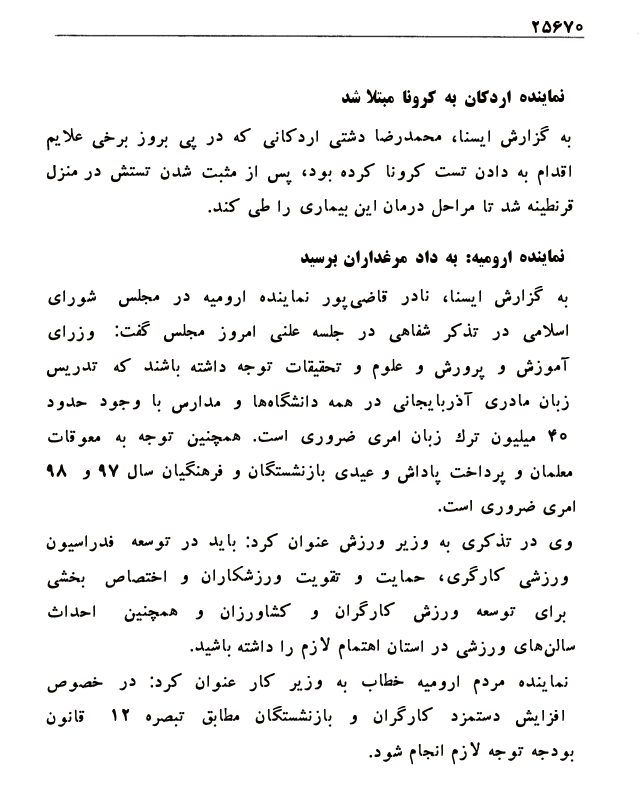 ۲۵۶۷۰
نماینده اردکان به کرونا مبتلا شد
به گزارش ایسنا، محمدرضا دشتی اردکانی که در پی بروز برخی علایم
اقدام به دادن تست کرونا کرده بود، پس از مثبت شدن تستش در منزل
قرنطینه شد تا مراحل درمان این بیماری را طی کند.
نماینده ارومیه: به داد مرغداران برسید
به گزارش ایسنا، نادر قاضی‌پور نماینده ارومیه در مجلس شورای
اسلامی در تذکر شفاهی در جلسه علنی امروز مجلس گفت: وزرای
آموزش و پرورش و علوم و تحقیقات توجه داشته باشند که تدریس
زبان مادری آذربایجانی در همه دانشگاه‌ها و مدارس با وجود حدود
۴۰ میلیون ترك زبان امری ضروری است. همچنین توجه به معوقات
معلمان و پرداخت پاداش و عیدی بازنشستگان و فرهنگیان سال ۹۷ و ۹۸
امری ضروری است.
وی در تذکری به وزیر ورزش عنوان کرد: باید در توسعه فدراسیون
ورزشی کارگری، حمایت و تقویت ورزشکاران و اختصاص بخشی
برای توسعه ورزش کارگران و کشاورزان و همچنین احداث
سالن‌های ورزشی در استان اهتمام لازم را داشته باشید.
نماینده مردم ارومیه خطاب به وزیر کار عنوان کرد: در خصوص
افزایش دستمزد کارگران و بازنشستگان مطابق تبصره ۱۲ قانون
بودجه توجه لازم انجام شود.